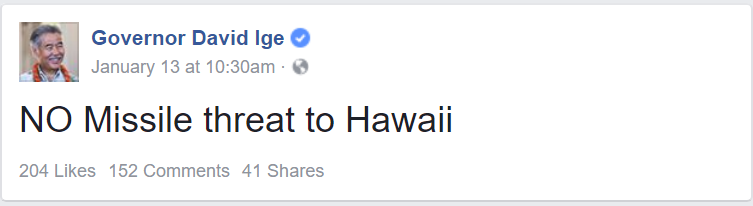 Governor David Ige
January 13 at 10:30am ·
NO Missile threat to Hawaii
204 Likes 152 Comments 41 Shares